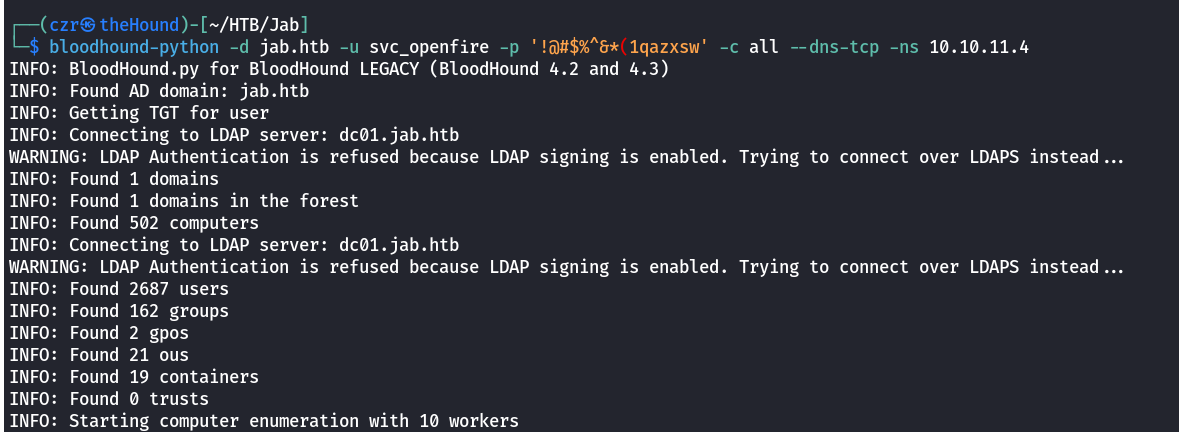 ┌──(czr㉿theHound)-[~/HTB/Jab]
└─$ bloodhound-python -d jab.htb -u svc_openfire -p '!@#$%^&*(1qazxsw' -c all --dns-tcp -ns 10.10.11.4
INFO: BloodHound.py for BloodHound LEGACY (BloodHound 4.2 and 4.3)
INFO: Found AD domain: jab.htb
INFO: Getting TGT for user
INFO: Connecting to LDAP server: dc01.jab.htb
WARNING: LDAP Authentication is refused because LDAP signing is enabled. Trying to connect over LDAPS instead...
INFO: Found 1 domains
INFO: Found 1 domains in the forest
INFO: Found 502 computers
INFO: Connecting to LDAP server: dc01.jab.htb
WARNING: LDAP Authentication is refused because LDAP signing is enabled. Trying to connect over LDAPS instead...
INFO: Found 2687 users
INFO: Found 162 groups
INFO: Found 2 gpos
INFO: Found 21 ous
INFO: Found 19 containers
INFO: Found 0 trusts
INFO: Starting computer enumeration with 10 workers